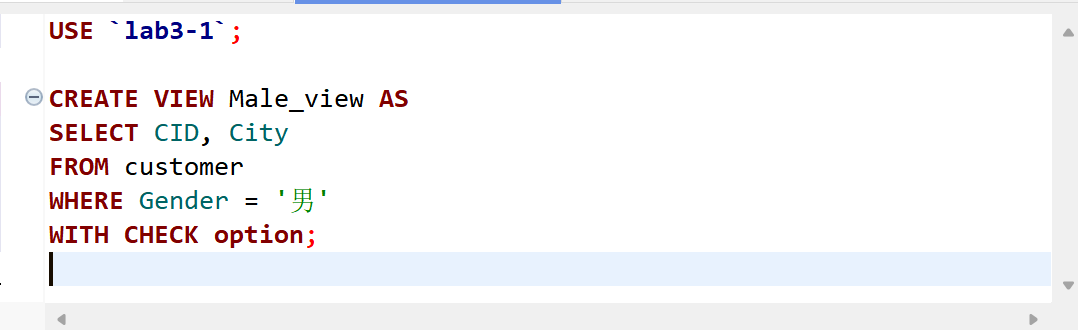 USE `lab3-1`;
CREATE VIEW Male_view AS
SELECT CID, City
FROM customer
WHERE Gender = '男'
WITH CHECK option;